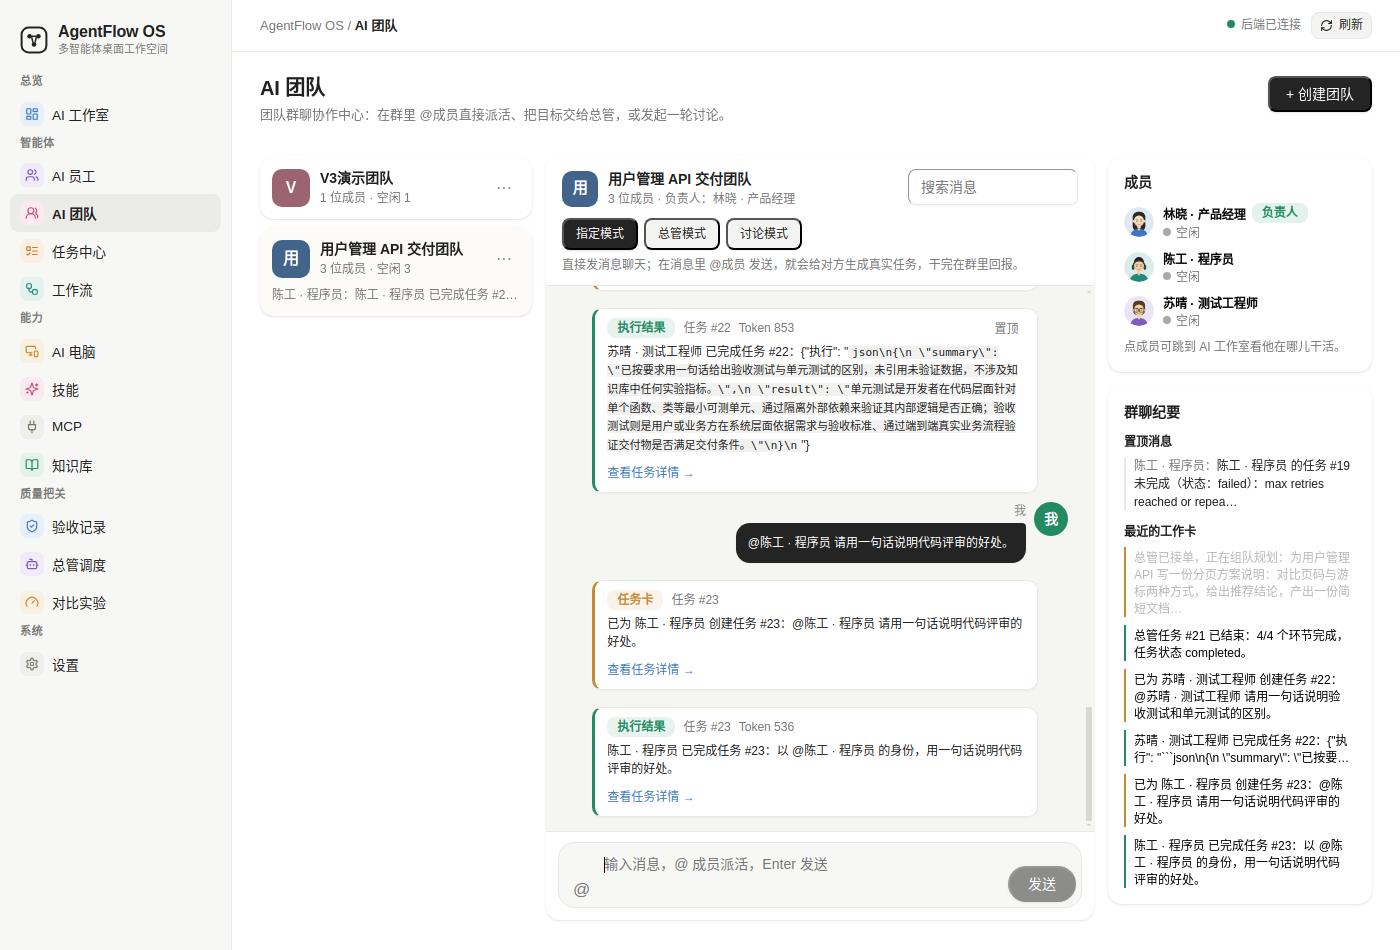 AgentFlow OS
多智能体桌面工作空间
总览
AI 工作室
智能体
AI 员工
AI 团队
任务中心
工作流
能力
AI 电脑
技能
MCP
知识库
质量把关
验收记录
总管调度
对比实验
系统
设置
AgentFlow OS / AI 团队
后端已连接
刷新
AI 团队
团队群聊协作中心：在群里 @成员直接派活、把目标交给总管，或发起一轮讨论。
+ 创建团队
V
V3演示团队
1 位成员 · 空闲 1
···
用
用户管理 API 交付团队
3 位成员 · 空闲 3
···
陈工 · 程序员：陈工 · 程序员 已完成任务 #2…
用
用户管理 API 交付团队
3 位成员 · 负责人：林晓 · 产品经理
搜索消息
指定模式
总管模式
讨论模式
直接发消息聊天；在消息里 @成员 发送，就会给对方生成真实任务，干完在群里回报。
执行结果 任务 #22 Token 853 置顶
苏晴 · 测试工程师 已完成任务 #22：{"执行": " json\n{\n \"summary\":
\"已按要求用一句话给出验收测试与单元测试的区别，未引用未验证数据，不涉及知
识库中任何实验指标。\",\n \"result\": \"单元测试是开发者在代码层面针对
单个函数、类等最小可测单元、通过隔离外部依赖来验证其内部逻辑是否正确；验收
测试则是用户或业务方在系统层面依据需求与验收标准、通过端到端真实业务流程验
证交付物是否满足交付条件。\"\n}\n "}
查看任务详情 →
我
我
@陈工 · 程序员 请用一句话说明代码评审的好处。
任务卡 任务 #23
已为 陈工 · 程序员 创建任务 #23：@陈工 · 程序员 请用一句话说明代码评审的
好处。
查看任务详情 →
执行结果 任务 #23 Token 536
陈工 · 程序员 已完成任务 #23：以 @陈工 · 程序员 的身份，用一句话说明代码
评审的好处。
查看任务详情 →
输入消息，@ 成员派活，Enter 发送
@
发送
成员
林晓 · 产品经理 负责人
空闲
陈工 · 程序员
空闲
苏晴 · 测试工程师
空闲
点成员可跳到 AI 工作室看他在哪儿干活。
群聊纪要
置顶消息
陈工 · 程序员：陈工 · 程序员 的任务 #19
未完成（状态：failed）：max retries
reached or repea…
最近的工作卡
总管已接单，正在组队规划：为用户管理
API 写一份分页方案说明：对比页码与游
标两种方式，给出推荐结论，产出一份简
短文档…
总管任务 #21 已结束：4/4 个环节完成，
任务状态 completed。
已为 苏晴 · 测试工程师 创建任务 #22：
@苏晴 · 测试工程师 请用一句话说明验
收测试和单元测试的区别。
苏晴 · 测试工程师 已完成任务 #22：{"执
行": "```json\n{\n \"summary\": \"已按要…
已为 陈工 · 程序员 创建任务 #23：@陈
工 · 程序员 请用一句话说明代码评审的
好处。
陈工 · 程序员 已完成任务 #23：以 @陈
工 · 程序员 的身份，用一句话说明代码
评审的好处。